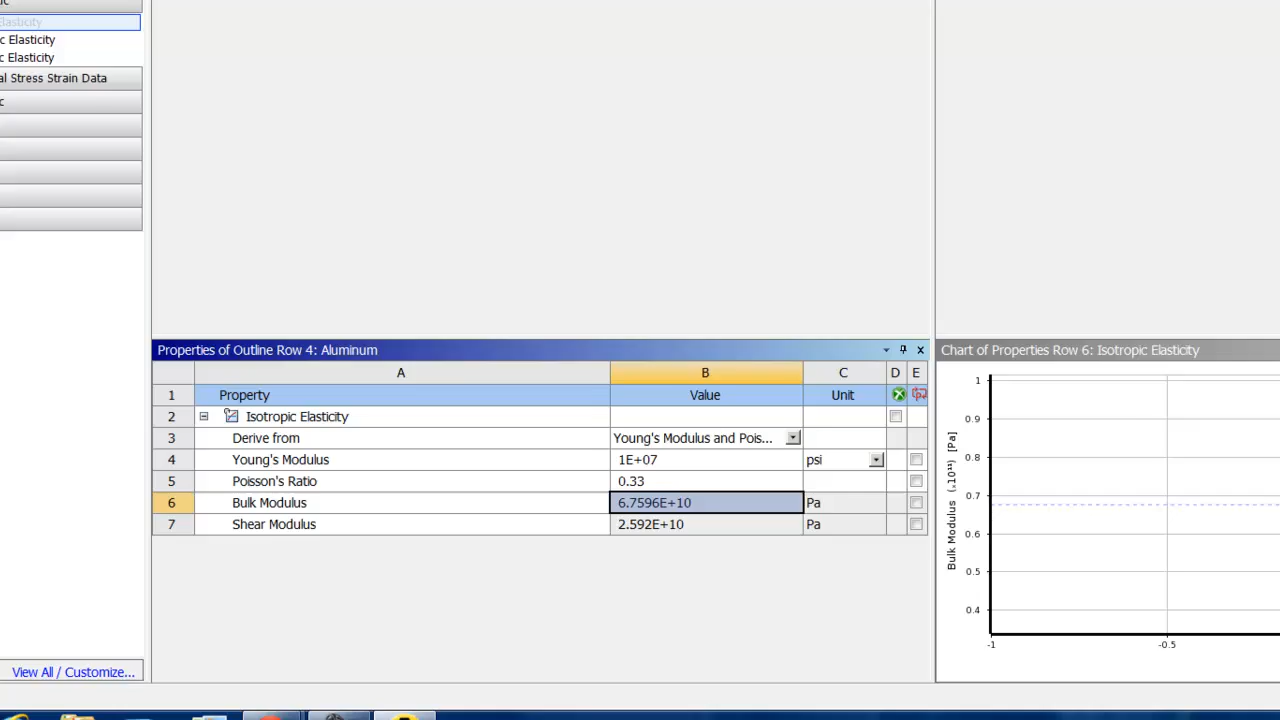 Elasticity
c Elasticity
c Elasticity
al Stress Strain Data
c
View All / Customize...
Properties of Outline Row 4: Aluminum
A B C D E
1 Property Value Unit
2 Isotropic Elasticity
3 Derive from Young's Modulus and Pois...
4 Young's Modulus 1E+07 psi
5 Poisson's Ratio 0.33
6 Bulk Modulus 6.7596E+10 Pa
7 Shear Modulus 2.592E+10 Pa
Chart of Properties Row 6: Isotropic Elasticity
1
0.9
0.8
0.7
0.6
0.5
0.4
-1 -0.5
Bulk Modulus (.10¹¹) [Pa]